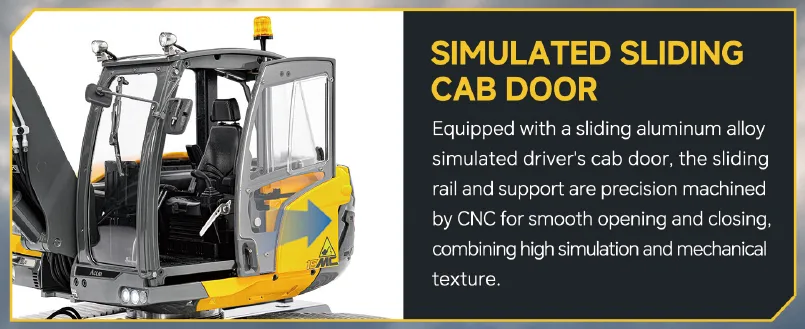 SIMULATED SLIDING
CAB DOOR
Equipped with a sliding aluminum alloy
simulated driver's cab door, the sliding
rail and support are precision machined
by CNC for smooth opening and closing,
combining high simulation and mechanical
texture.
15MC